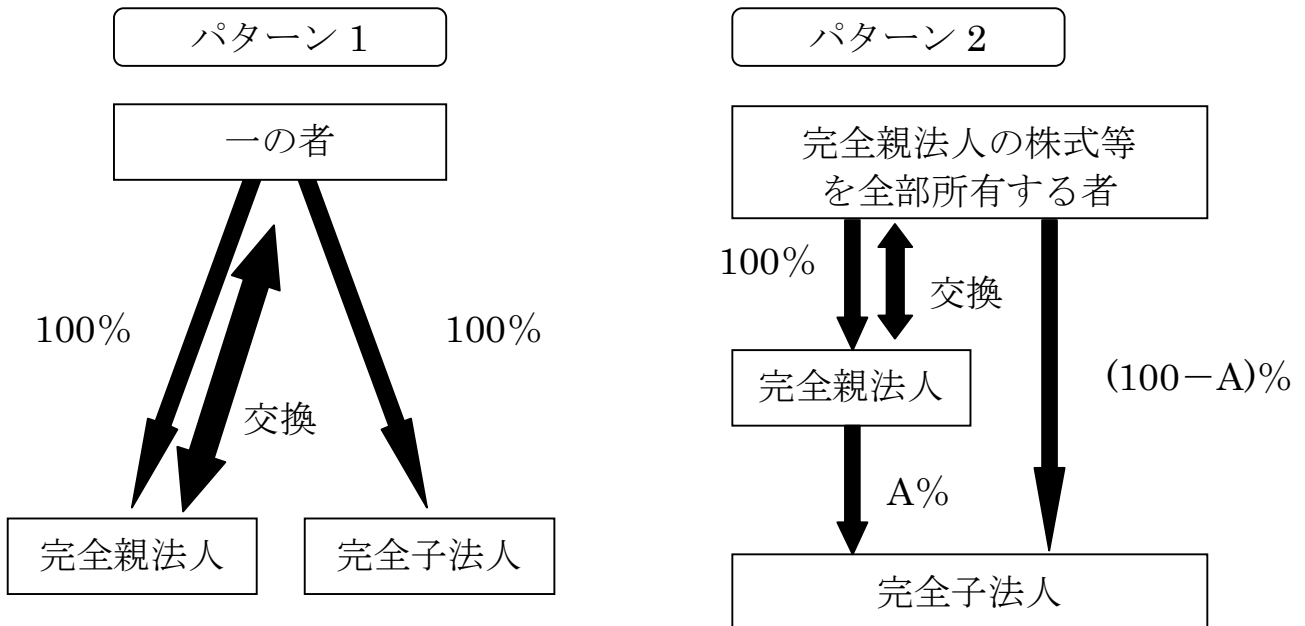 パターン 1
一の者
100%
100%
交換
完全親法人
完全子法人
パターン 2
完全親法人の株式等
を全部所有する者
100%
交換
完全親法人
(100－A)%
A%
完全子法人